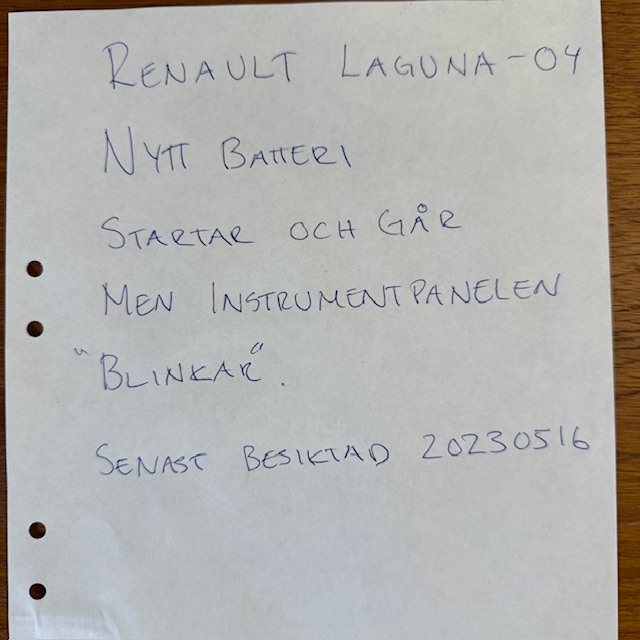 RENAULT LAGUNA-04
NYTT BATTERI
STARTAR OCH GÅR
MEN INSTRUMENTPANELEN
"BLINKAR".
SENAST BESIKTAD 20230516